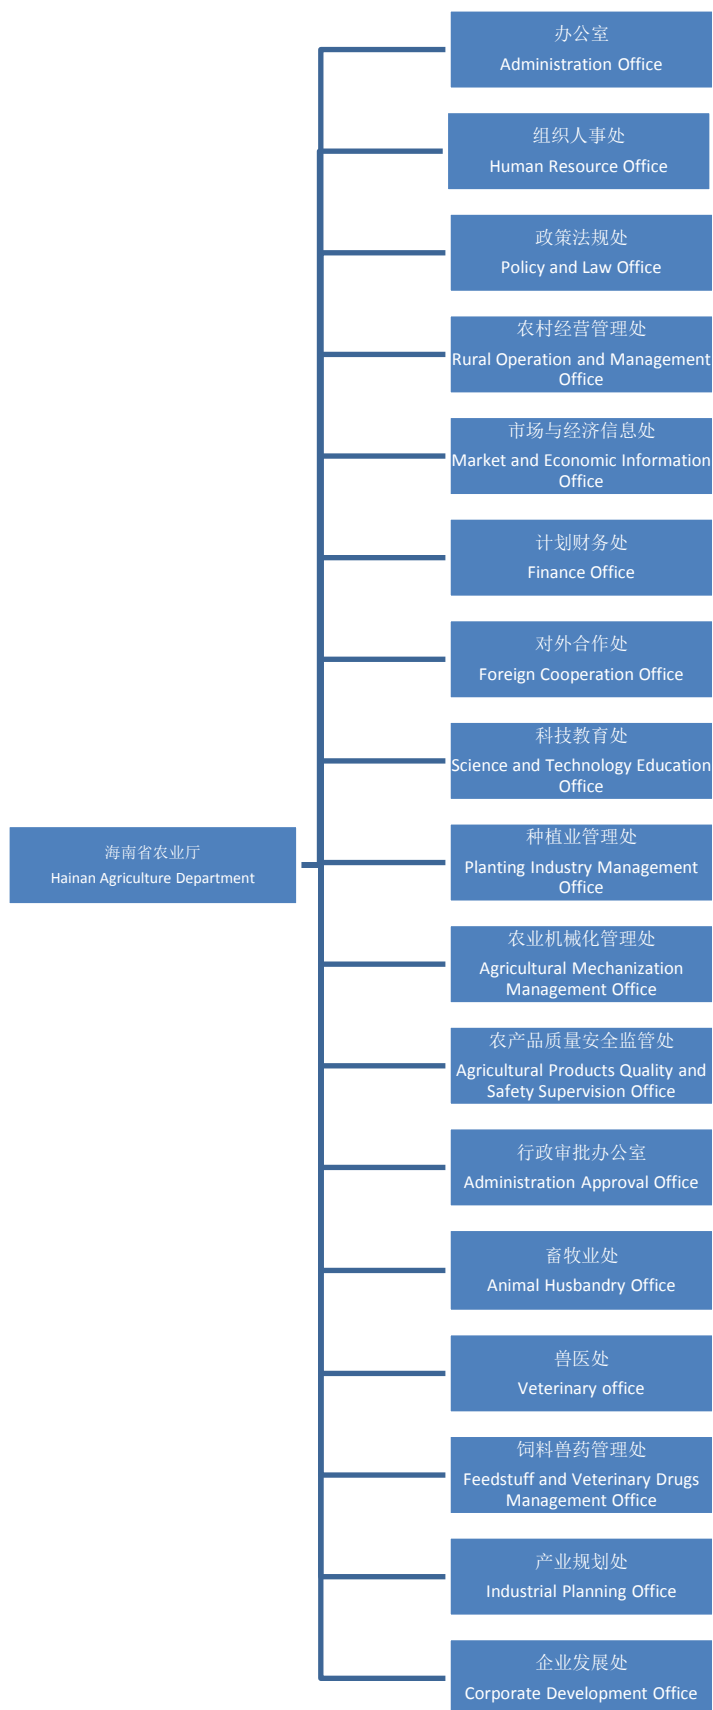 办公室
Administration Office
组织人事处
Human Resource Office
政策法规处
Policy and Law Office
农村经营管理处
Rural Operation and Management
Office
市场与经济信息处
Market and Economic Information
Office
计划财务处
Finance Office
对外合作处
Foreign Cooperation Office
科技教育处
Science and Technology Education
Office
海南省农业厅
Hainan Agriculture Department
种植业管理处
Planting Industry Management
Office
农业机械化管理处
Agricultural Mechanization
Management Office
农产品质量安全监管处
Agricultural Products Quality and
Safety Supervision Office
行政审批办公室
Administration Approval Office
畜牧业处
Animal Husbandry Office
兽医处
Veterinary office
饲料兽药管理处
Feedstuff and Veterinary Drugs
Management Office
产业规划处
Industrial Planning Office
企业发展处
Corporate Development Office